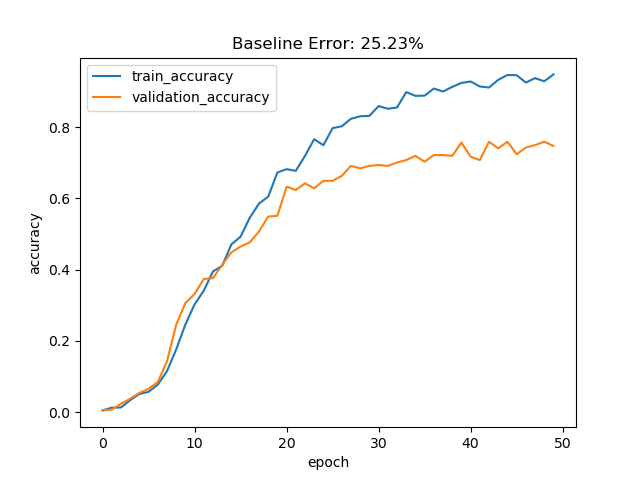 Baseline Error: 25.23%
train_accuracy
validation_accuracy
accuracy
0.8
0.6
0.4
0.2
0.0
0 10 20 30 40 50
epoch